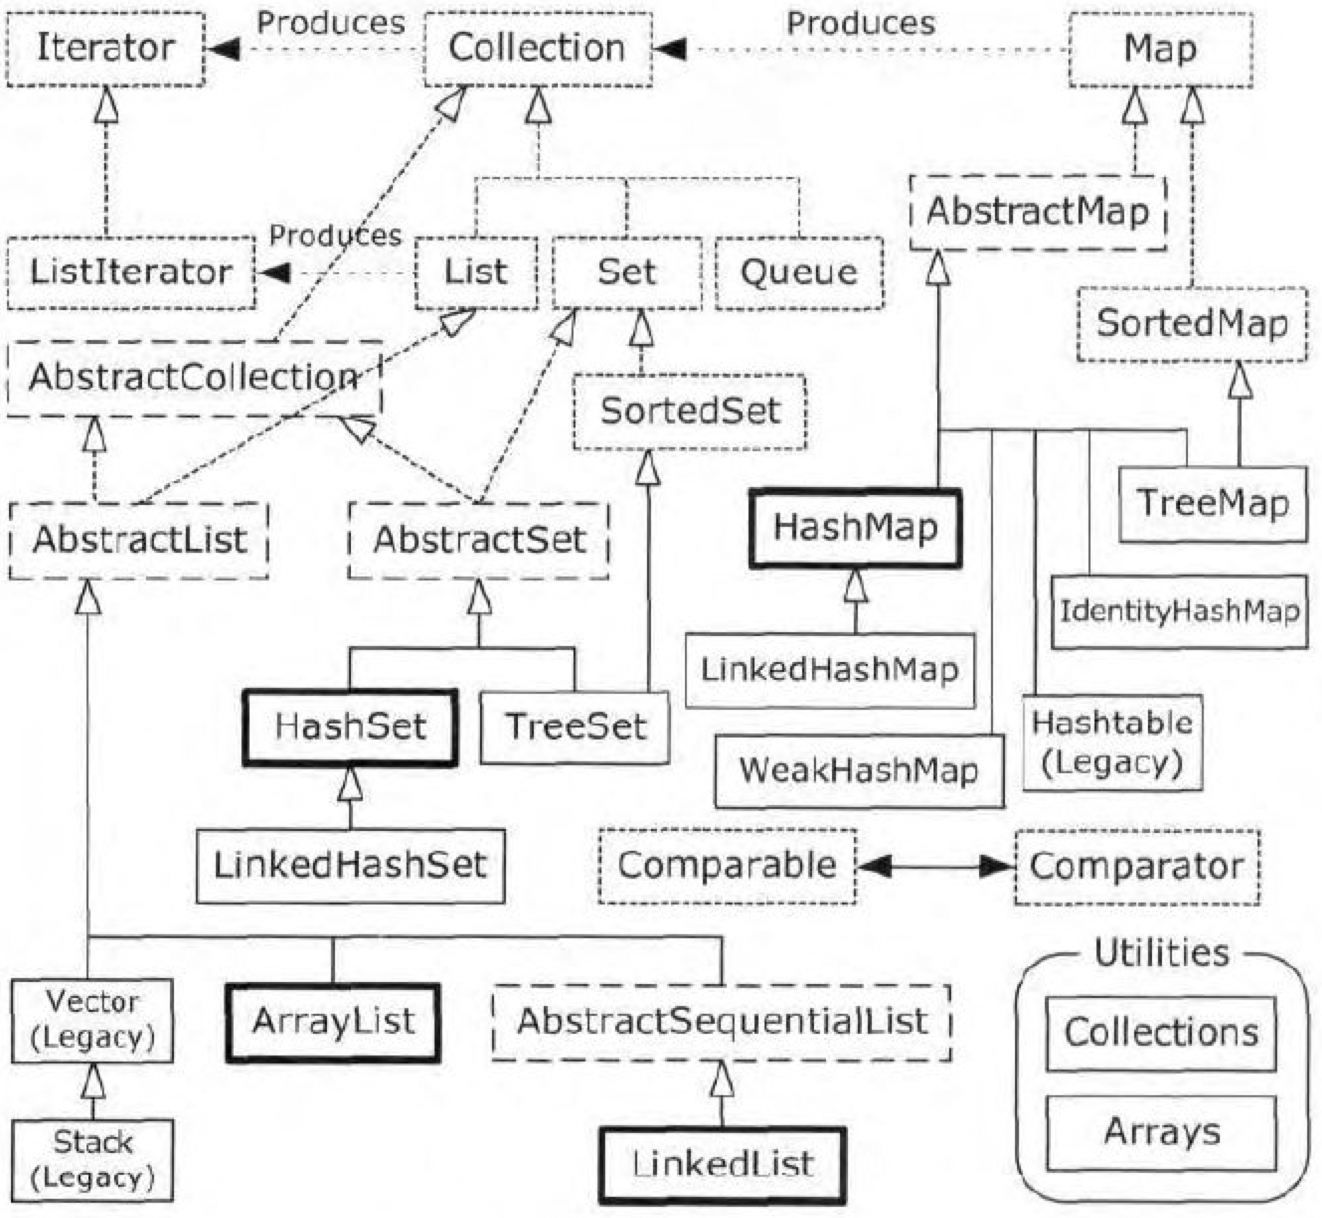 Iterator
Produces
Collection
Produces
Map
AbstractMap
ListIterator
Produces
List
Set
Queue
SortedMap
AbstractCollection
SortedSet
TreeMap
AbstractList
AbstractSet
HashMap
IdentityHashMap
LinkedHashMap
HashSet
TreeSet
Hashtable
(Legacy)
WeakHashMap
LinkedHashSet
Comparable
Comparator
Utilities
Vector
(Legacy)
ArrayList
AbstractSequentialList
Collections
Arrays
Stack
(Legacy)
LinkedList